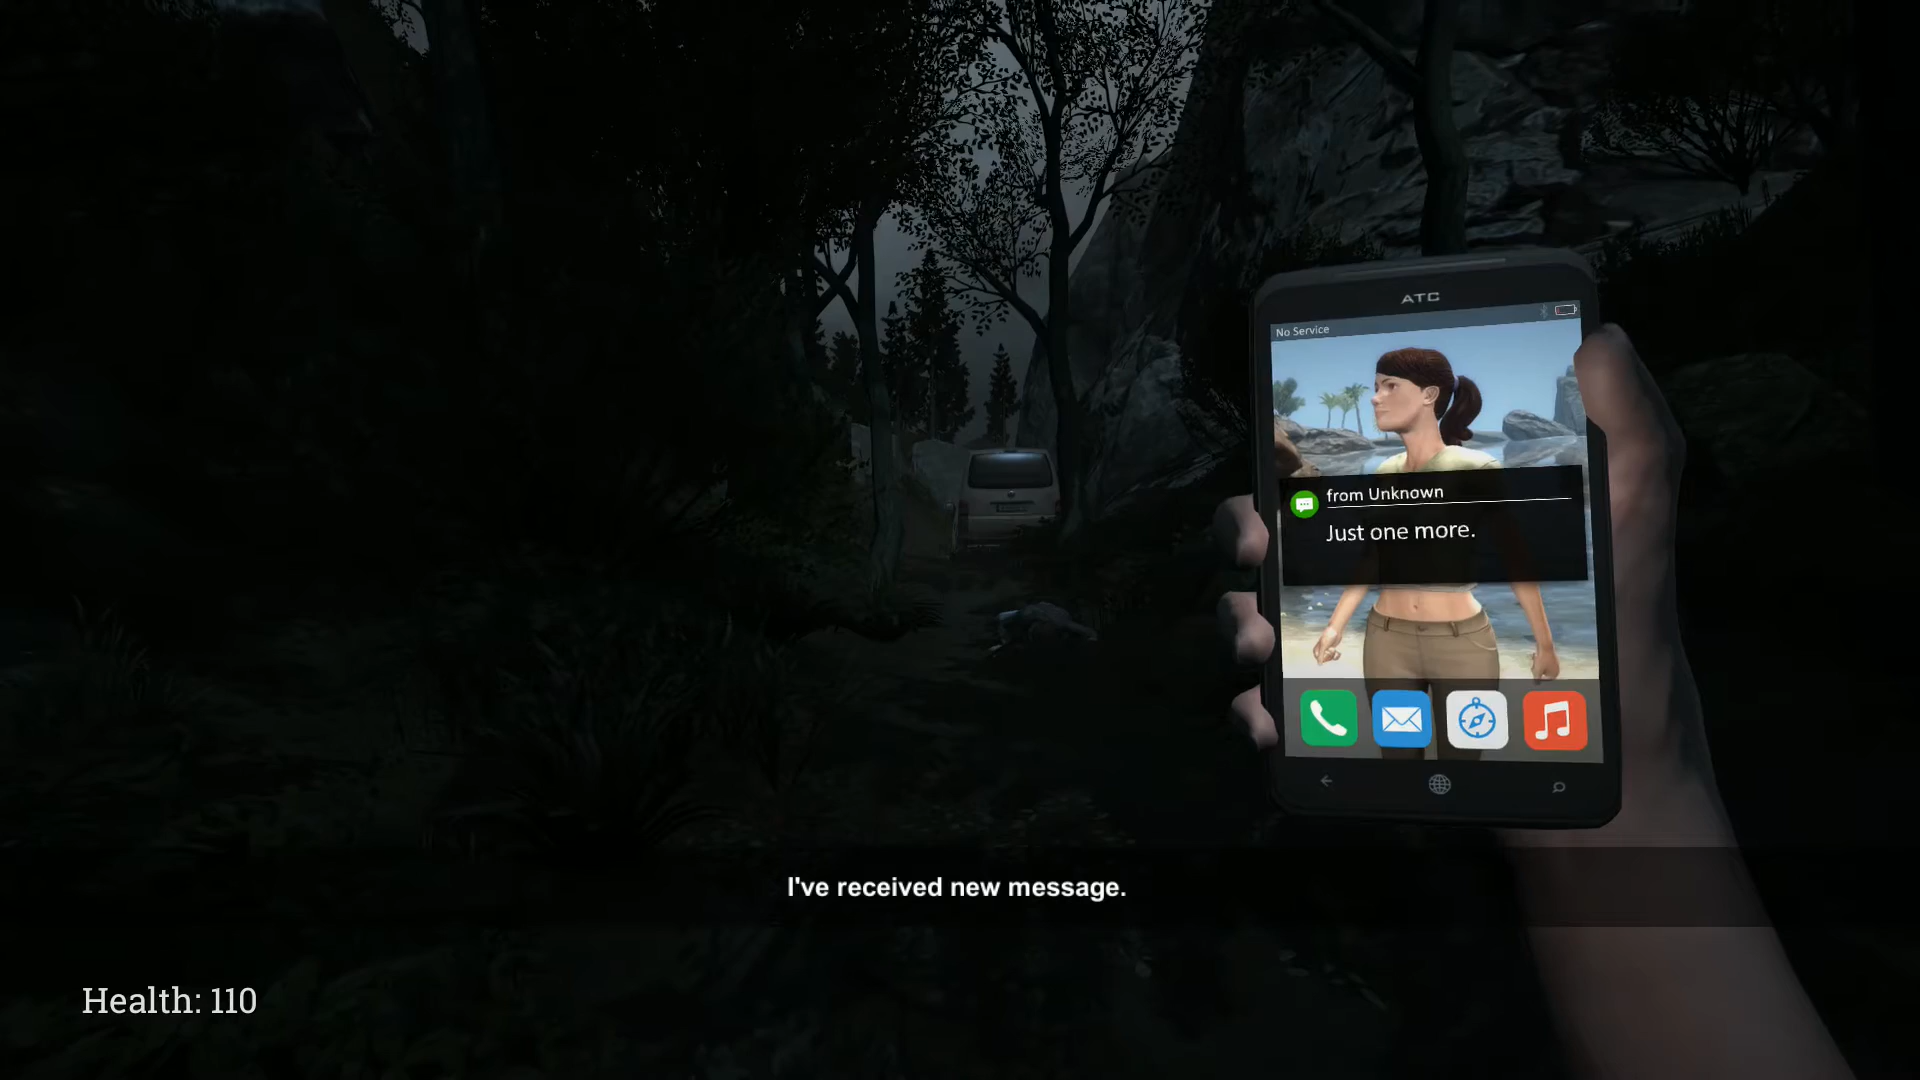 ATC
No Service
from Unknown
Just one more.
I've received new message.
Health: 110